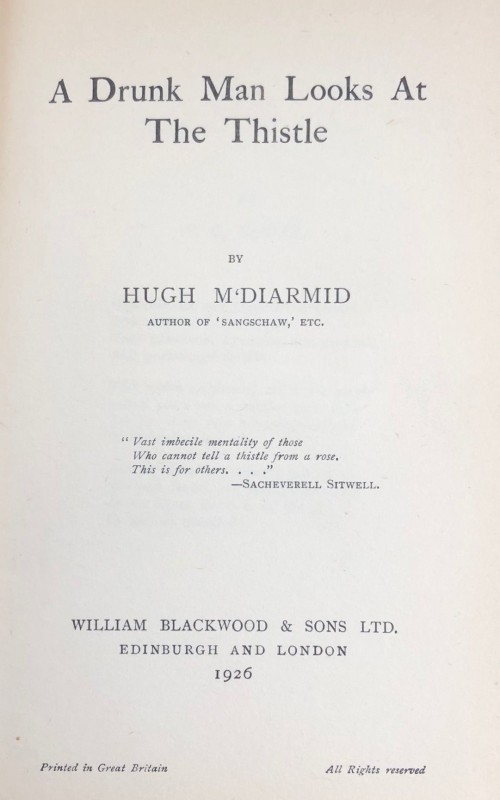 A Drunk Man Looks At
The Thistle
BY
HUGH M‘DIARMID
AUTHOR OF ‘SANGSCHAW,’ ETC.
“ Vast imbecile mentality of those
Who cannot tell a thistle from a rose.
This is for others. . . .”
—SACHEVERELL SITWELL.
WILLIAM BLACKWOOD & SONS LTD.
EDINBURGH AND LONDON
1926
Printed in Great Britain All Rights reserved